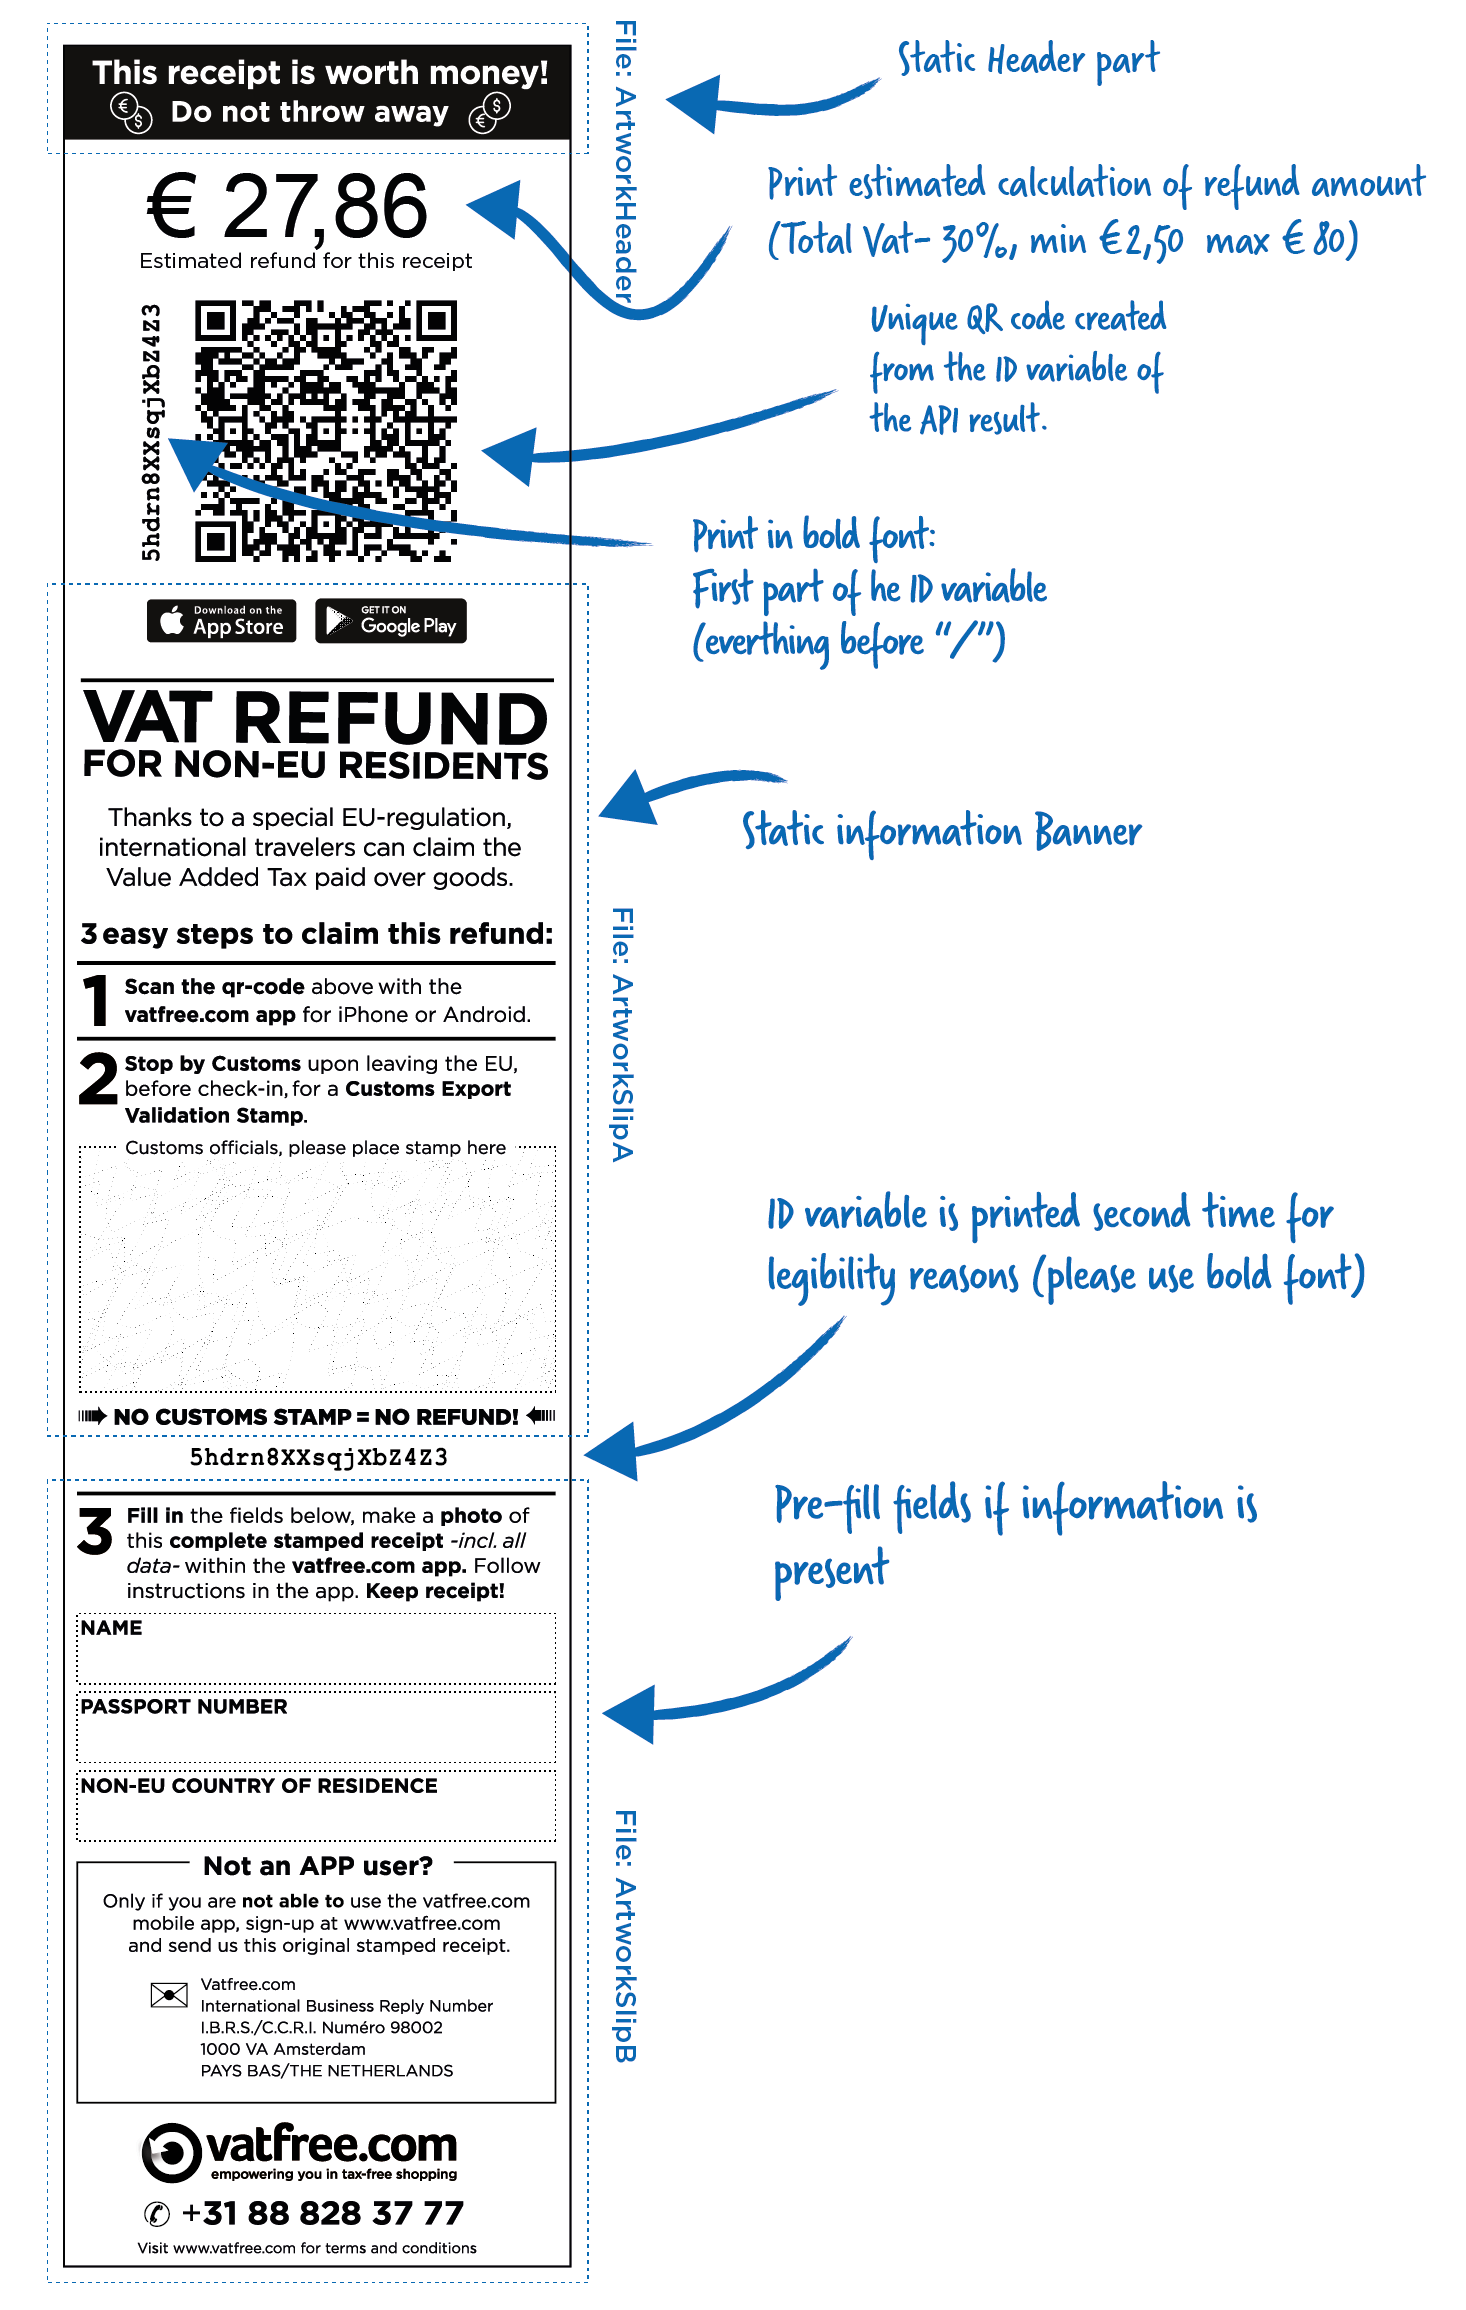 This receipt is worth money!
Do not throw away
File: ArtworkHeader
Static Header part
€ 27,86
Estimated refund for this receipt
Print estimated calculation of refund amount
(Total Vat- 30%, min €2,50 max € 80)
5hdrn8XXsqjXbZ4Z3
Unique QR code created
from the ID variable of
the API result.
Print in bold font:
First part of he ID variable
(everthing before "/")
Download on the
App Store
GET IT ON
Google Play
VAT REFUND
FOR NON-EU RESIDENTS
Static information Banner
Thanks to a special EU-regulation,
international travelers can claim the
Value Added Tax paid over goods.
File: ArtworkSlipA
3 easy steps to claim this refund:
1 Scan the qr-code above with the
vatfree.com app for iPhone or Android.
2 Stop by Customs upon leaving the EU,
before check-in, for a Customs Export
Validation Stamp.
Customs officials, please place stamp here
NO CUSTOMS STAMP = NO REFUND!
ID variable is printed second time for
legibility reasons (please use bold font)
5hdrn8XXsqjXbZ4Z3
3 Fill in the fields below, make a photo of
this complete stamped receipt -incl. all
data- within the vatfree.com app. Follow
instructions in the app. Keep receipt!
Pre-fill fields if information is
present
NAME
PASSPORT NUMBER
NON-EU COUNTRY OF RESIDENCE
File: ArtworkSlipB
Not an APP user?
Only if you are not able to use the vatfree.com
mobile app, sign-up at www.vatfree.com
and send us this original stamped receipt.
Vatfree.com
International Business Reply Number
I.B.R.S./C.C.R.I. Numéro 98002
1000 VA Amsterdam
PAYS BAS/THE NETHERLANDS
vatfree.com
empowering you in tax-free shopping
+31 88 828 37 77
Visit www.vatfree.com for terms and conditions